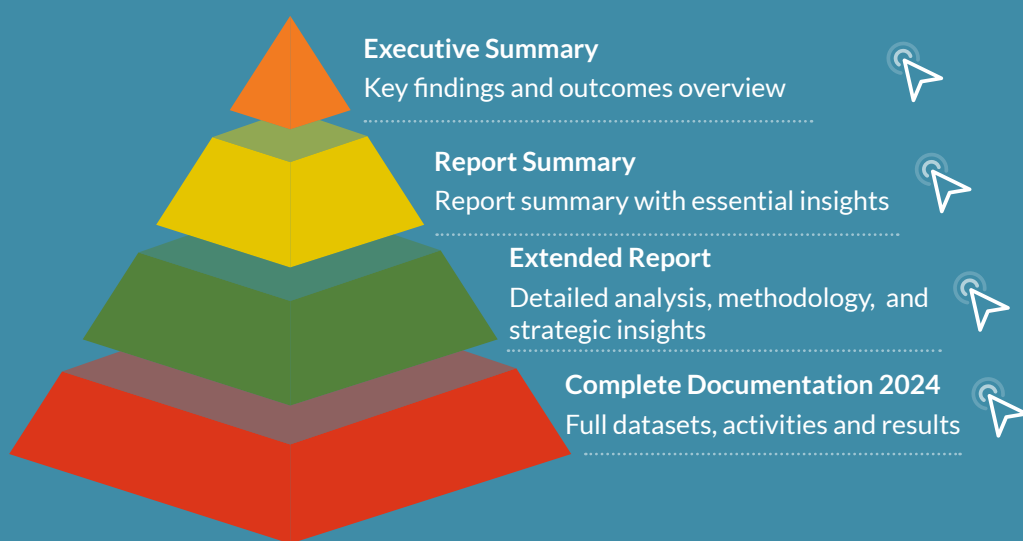 Executive Summary
Key findings and outcomes overview
Report Summary
Report summary with essential insights
Extended Report
Detailed analysis, methodology, and
strategic insights
Complete Documentation 2024
Full datasets, activities and results